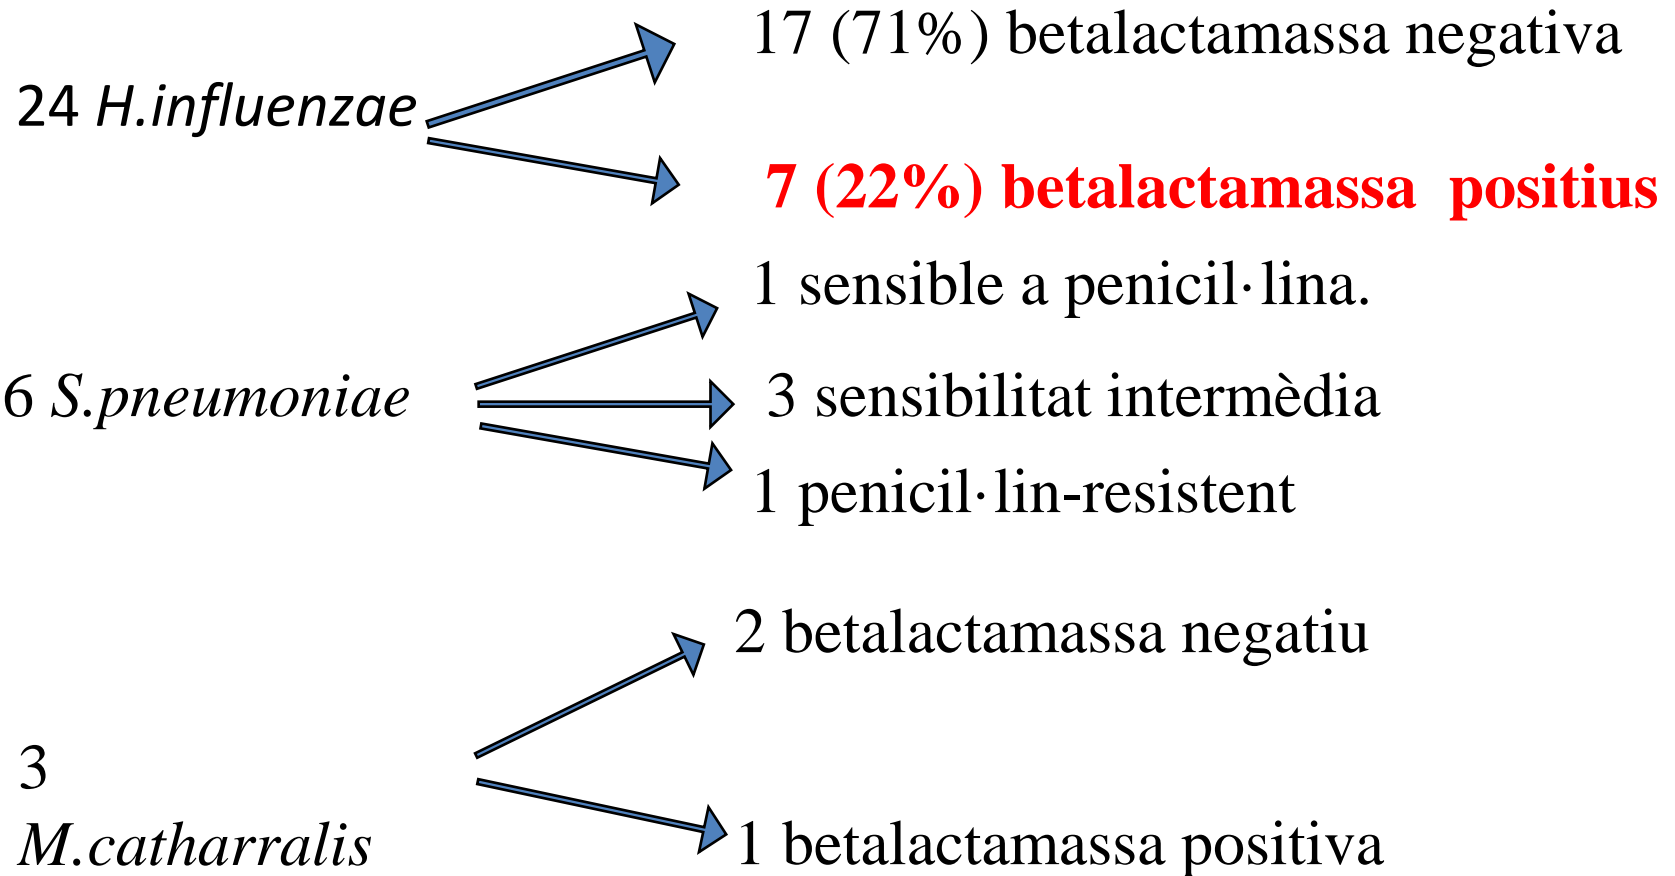 17 (71%) betalactamassa negativa
24 H.influenzae
7 (22%) betalactamassa positius
1 sensible a penicil·lina.
6 S.pneumoniae
3 sensibilitat intermèdia
1 penicil·lin-resistent
2 betalactamassa negatiu
3
M.catharralis
1 betalactamassa positiva